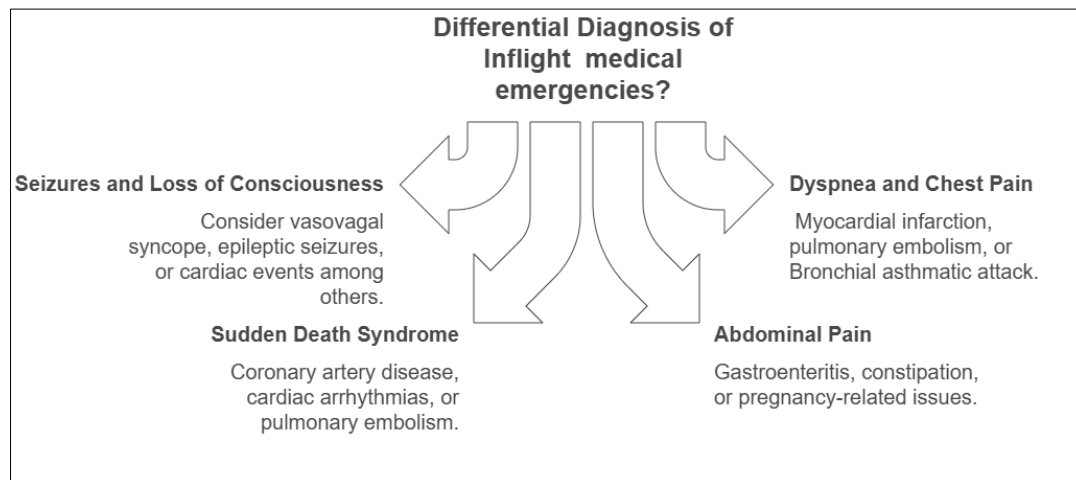 Differential Diagnosis of
Inflight medical
emergencies?
Seizures and Loss of Consciousness
Consider vasovagal
syncope, epileptic seizures,
or cardiac events among
others.
Dyspnea and Chest Pain
Myocardial infarction,
pulmonary embolism, or
Bronchial asthmatic attack.
Sudden Death Syndrome
Coronary artery disease,
cardiac arrhythmias, or
pulmonary embolism.
Abdominal Pain
Gastroenteritis, constipation,
or pregnancy-related issues.